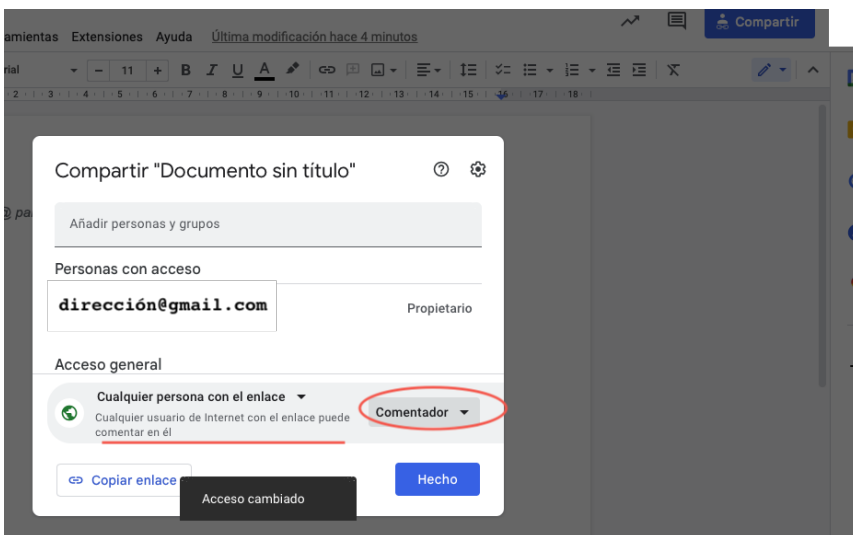 amientas Extensiones Ayuda Última modificación hace 4 minutos
Compartir
rial 11 B I U A
2 3 4 5 6 7 8 9 10 11 12 13 14 15 16 17 18
Compartir "Documento sin título"
@ pa
Añadir personas y grupos
Personas con acceso
dirección@gmail.com
Propietario
Acceso general
Cualquier persona con el enlace
Comentador
Cualquier usuario de Internet con el enlace puede
comentar en él
Copiar enlace
Hecho
Acceso cambiado